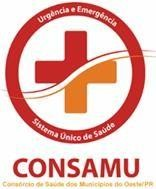 Urgência e Emergência
Sistema Único de Saúde
CONSAMU
Consórcio de Saúde dos Municípios do Oeste/PR